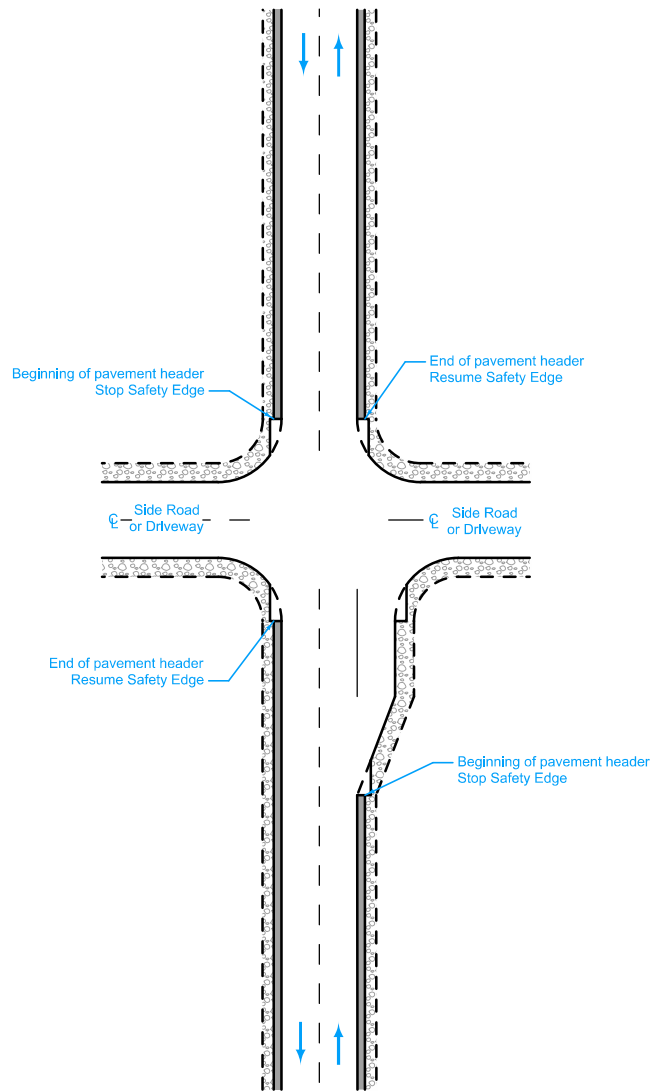 Beginning of pavement header
Stop Safety Edge
End of pavement header
Resume Safety Edge
℄ Side Road
or Driveway
℄ Side Road
or Driveway
End of pavement header
Resume Safety Edge
Beginning of pavement header
Stop Safety Edge